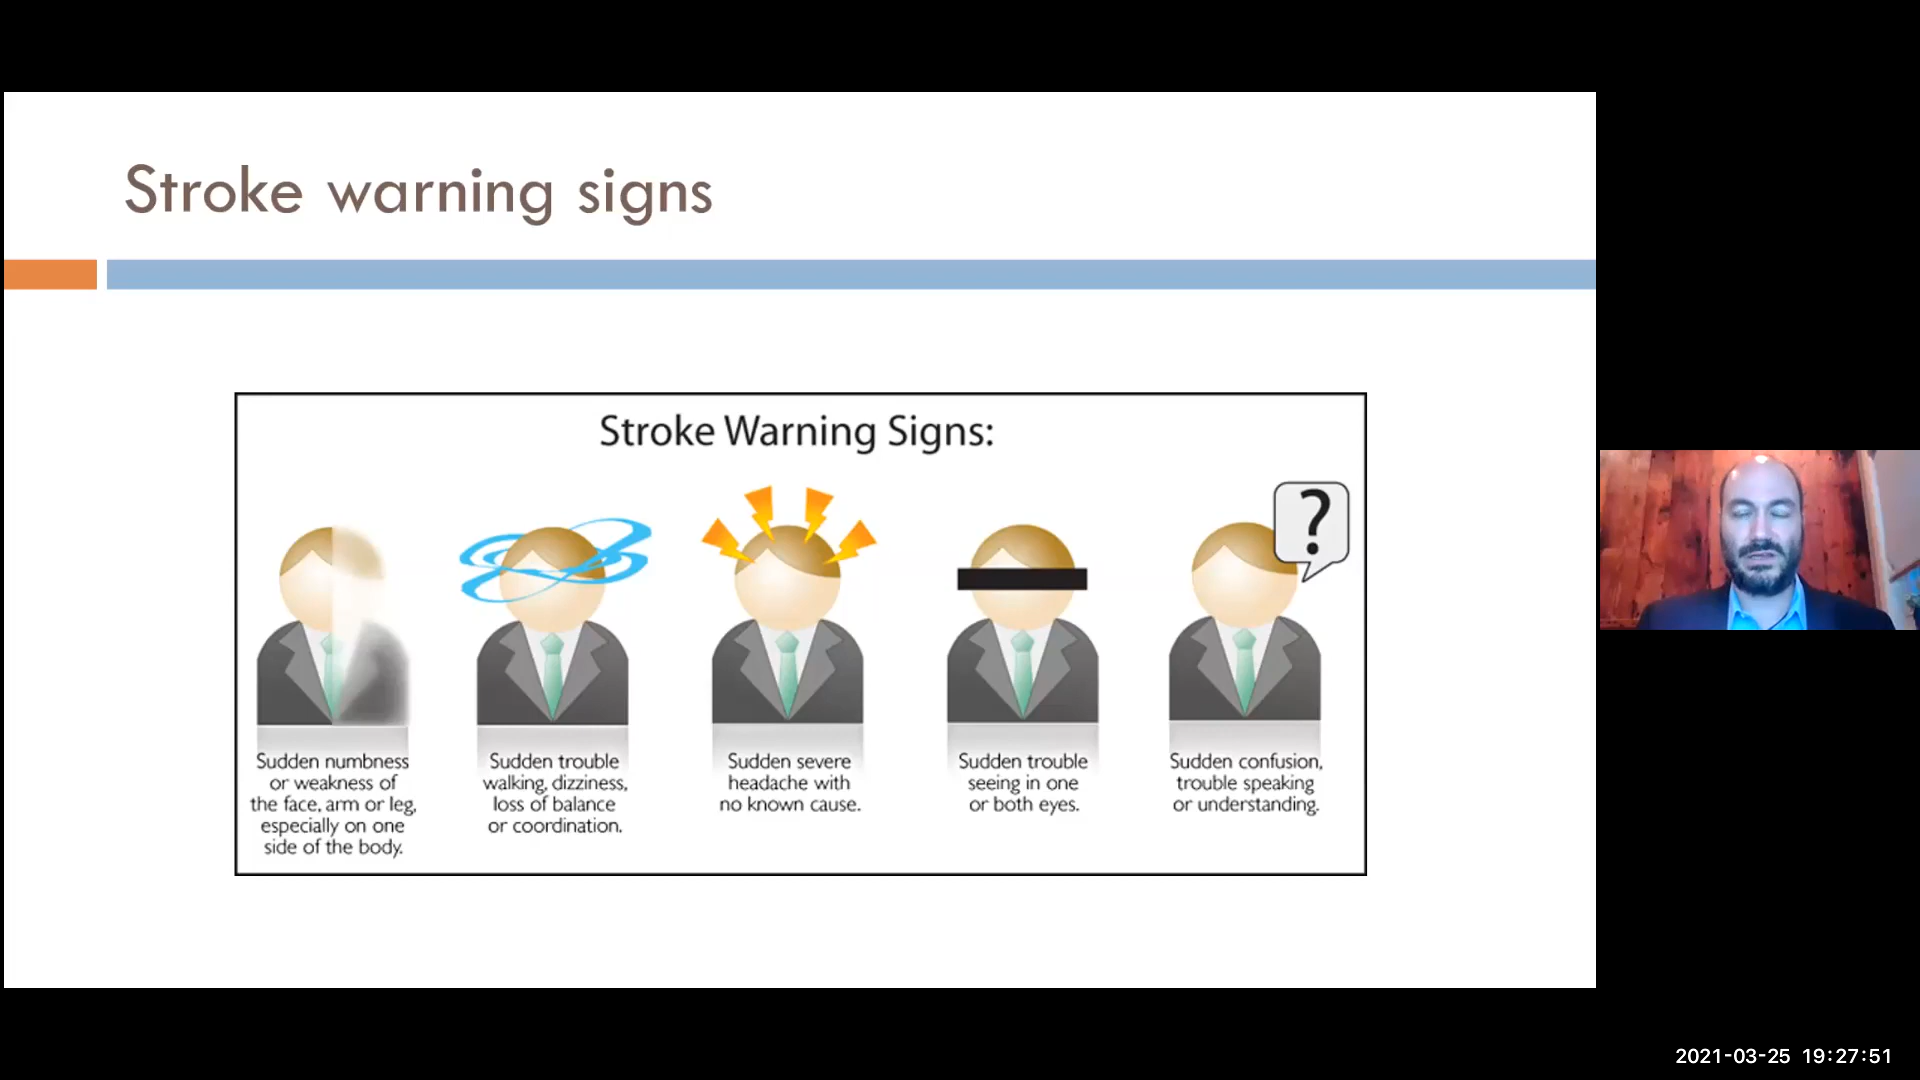 Stroke warning signs
Stroke Warning Signs:
?
Sudden numbness
or weakness of
the face, arm or leg,
especially on one
side of the body.
Sudden trouble
walking, dizziness,
loss of balance
or coordination.
Sudden severe
headache with
no known cause.
Sudden trouble
seeing in one
or both eyes.
Sudden confusion,
trouble speaking
or understanding.
2021-03-25 19:27:51